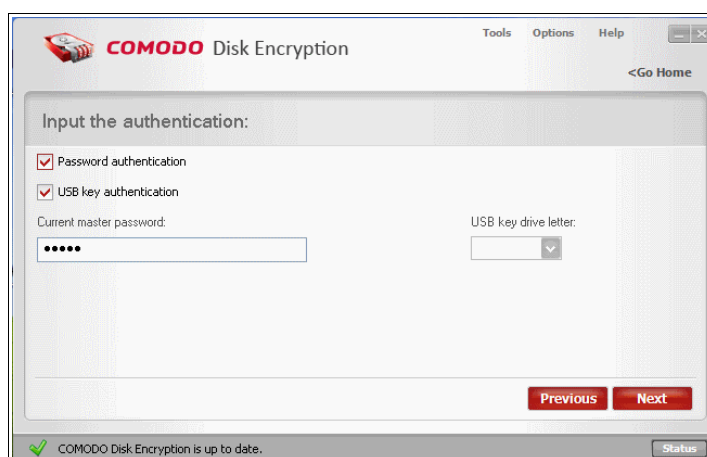 Tools Options Help
COMODO Disk Encryption
<Go Home
Input the authentication:
Password authentication
USB key authentication
Current master password: USB key drive letter:
•••••
Previous Next
COMODO Disk Encryption is up to date. Status